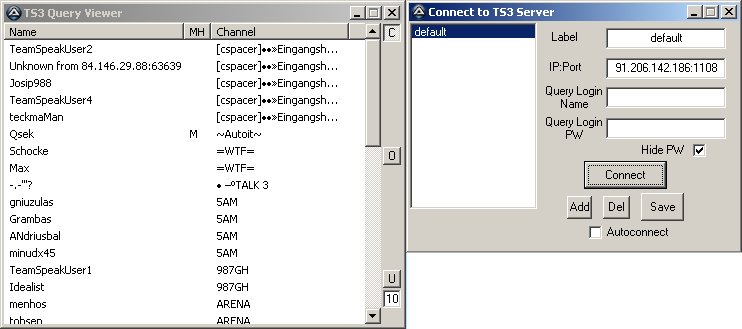 TS3 Query Viewer
Name MH Channel
TeamSpeakUser2 [cspacer]••»Eingangsh...
Unknown from 84.146.29.88:63639 [cspacer]••»Eingangsh...
Josip988 [cspacer]••»Eingangsh...
TeamSpeakUser4 [cspacer]••»Eingangsh...
teckmaMan [cspacer]••»Eingangsh...
Qsek M ~Autoit~
Schocke =WTF=
Max =WTF=
-,-'"? • –ºTALK 3
gniuzulas 5AM
Grambas 5AM
ANdriusbal 5AM
minudx45 5AM
TeamSpeakUser1 987GH
Idealist 987GH
menhos ARENA
tobsen ARENA
C
O
U
10
Connect to TS3 Server
default
Label default
IP:Port 91.206.142.186:1108
Query Login
Name
Query Login
PW
Hide PW
Connect
Add Del Save
Autoconnect